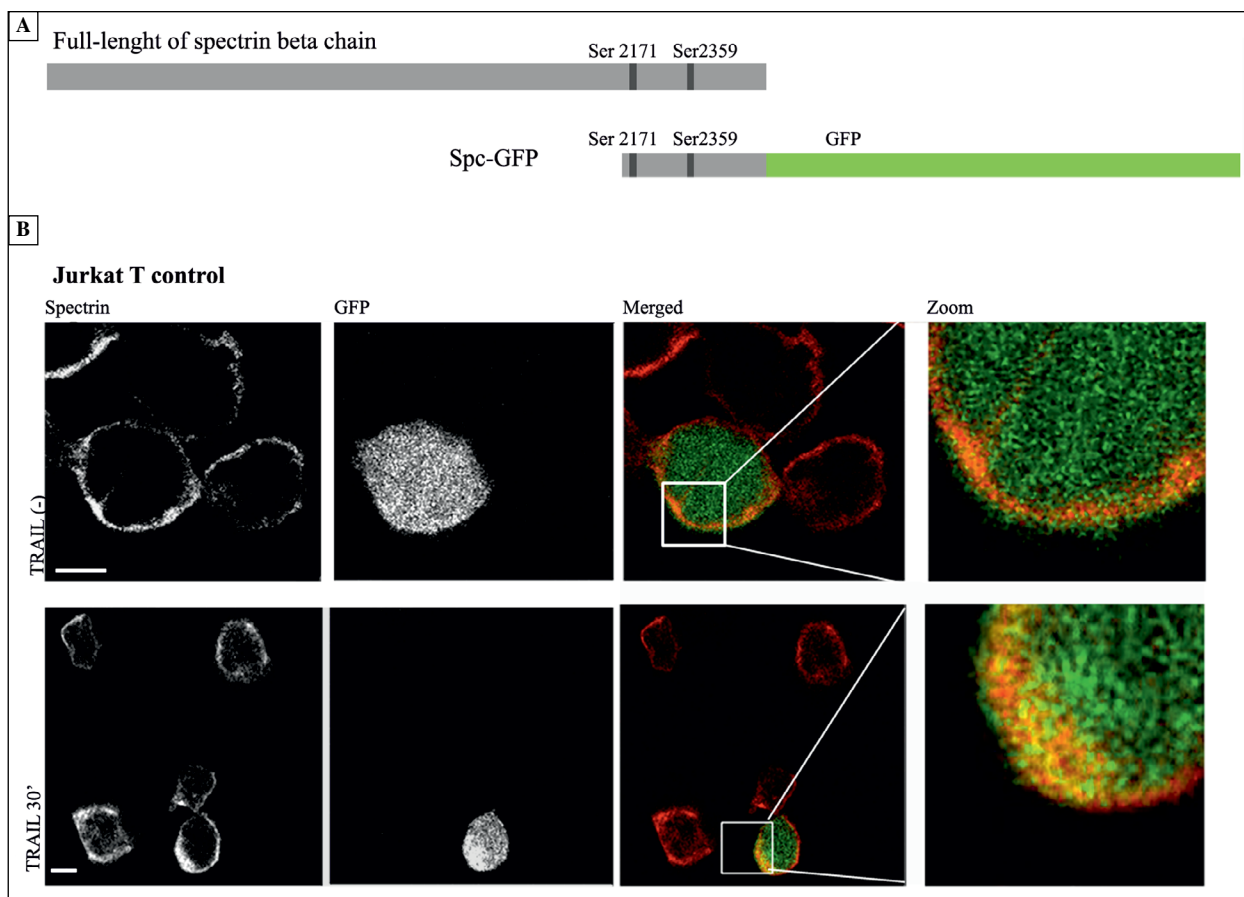 A
Full-lenght of spectrin beta chain
Ser 2171 Ser2359
Ser 2171 Ser2359 GFP
Spc-GFP
B
Jurkat T control
Spectrin GFP Merged Zoom
TRAIL (-)
TRAIL 30’